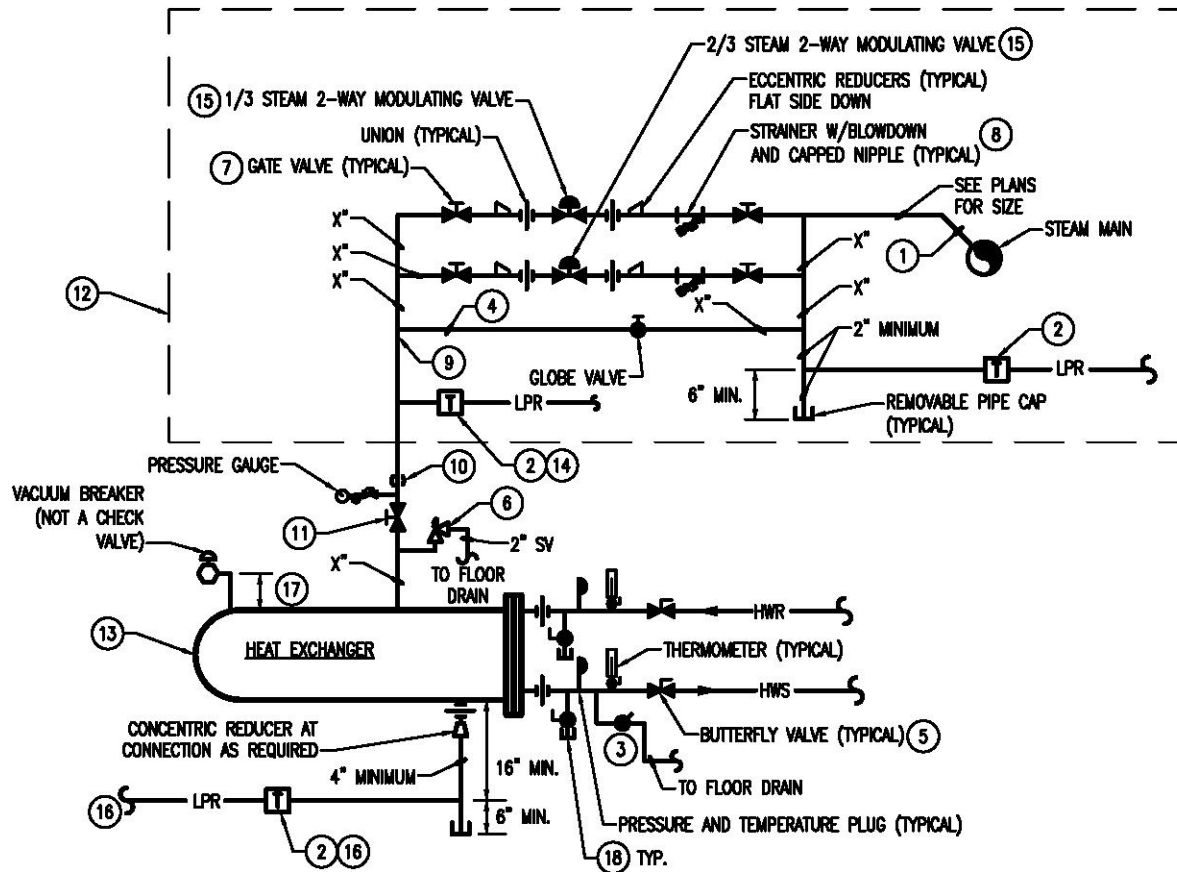 2/3 STEAM 2-WAY MODULATING VALVE 15
15 1/3 STEAM 2-WAY MODULATING VALVE
ECCENTRIC REDUCERS (TYPICAL)
FLAT SIDE DOWN
UNION (TYPICAL)
STRAINER W/BLOWDOWN
AND CAPPED NIPPLE (TYPICAL) 8
7 GATE VALVE (TYPICAL)
SEE PLANS
FOR SIZE
X"
1
STEAM MAIN
X"
X"
X"
X"
12
4
X"
2" MINIMUM
9
GLOBE VALVE
2
T
LPR
6" MIN.
REMOVABLE PIPE CAP
(TYPICAL)
T
LPR
2 14
PRESSURE GAUGE
10
VACUUM BREAKER
(NOT A CHECK
VALVE)
6
11
2" SV
X"
TO FLOOR
DRAIN
17
HWR
13
HEAT EXCHANGER
THERMOMETER (TYPICAL)
HWS
CONCENTRIC REDUCER AT
CONNECTION AS REQUIRED
3
BUTTERFLY VALVE (TYPICAL) 5
4" MINIMUM
16" MIN.
TO FLOOR DRAIN
16
LPR
T
6" MIN.
PRESSURE AND TEMPERATURE PLUG (TYPICAL)
2 16
18 TYP.